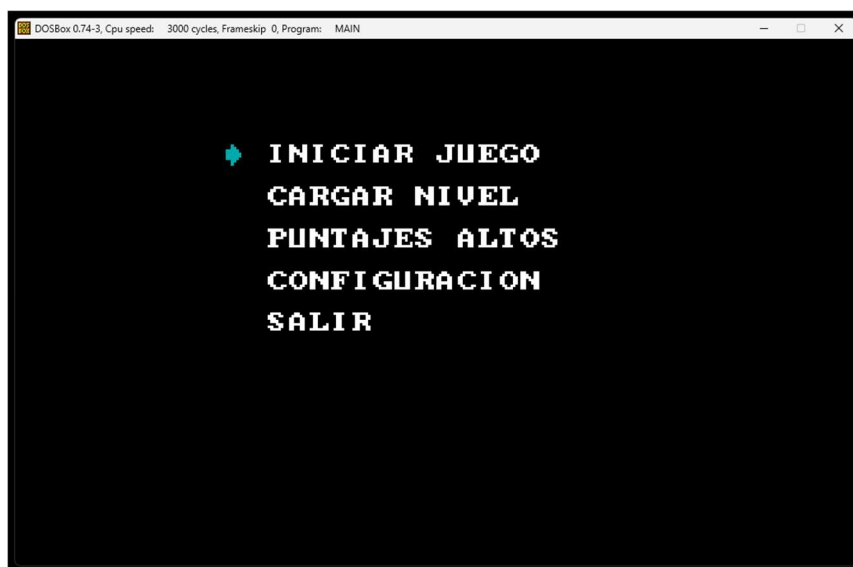 DOSBox 0.74-3, Cpu speed: 3000 cycles, Frameskip 0, Program: MAIN
INICIAR JUEGO
CARGAR NIVEL
PUNTAJES ALTOS
CONFIGURACION
SALIR